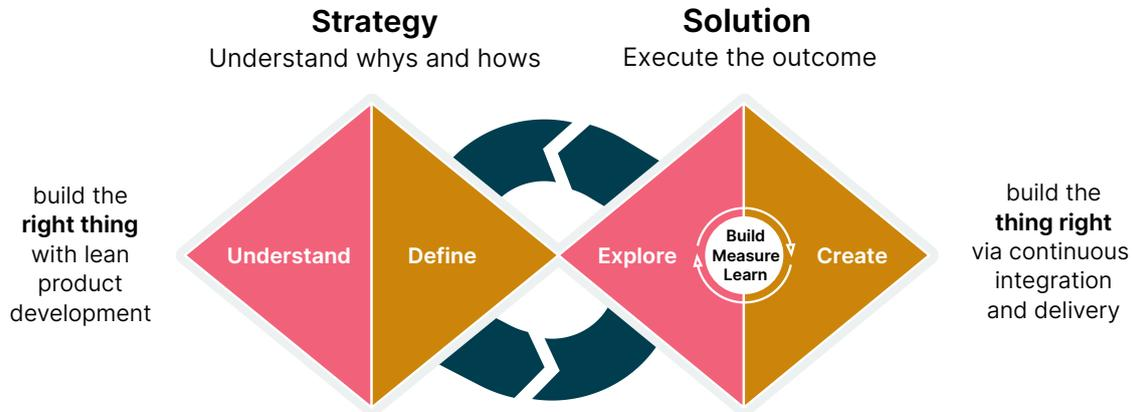 Strategy
Understand whys and hows
Solution
Execute the outcome
build the
right thing
with lean
product
development
Understand
Define
Explore
Build
Measure
Learn
Create
build the
thing right
via continuous
integration
and delivery